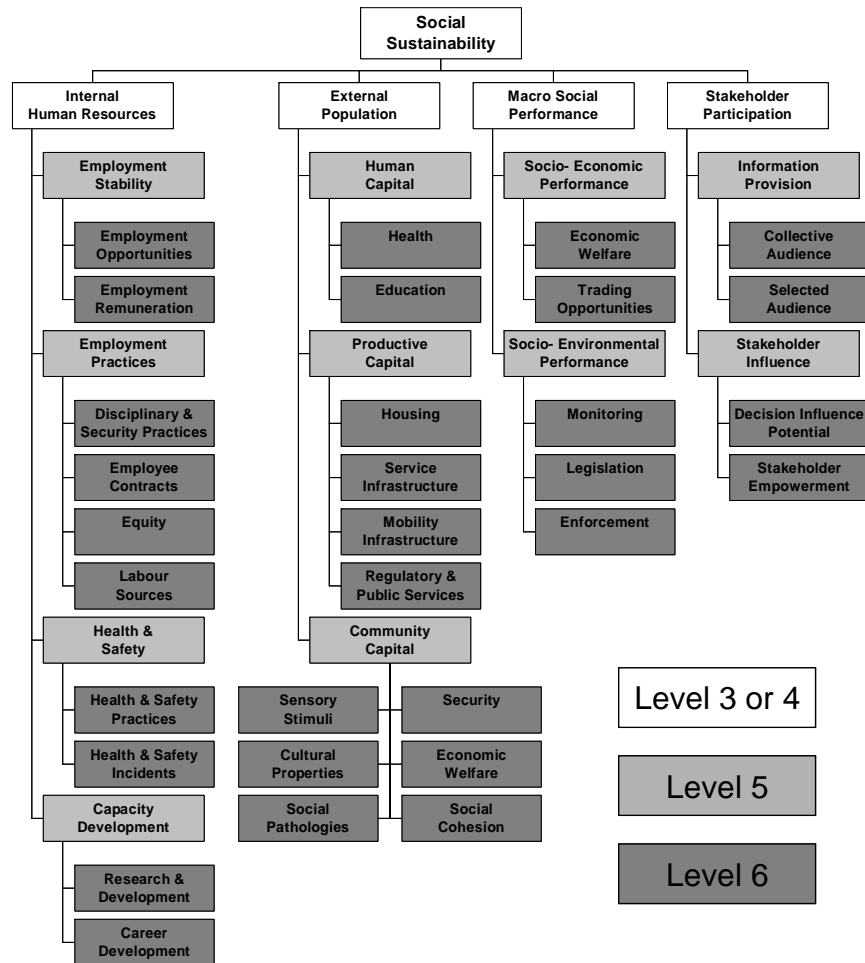 Social
Sustainability
Internal
Human Resources
External
Population
Macro Social
Performance
Stakeholder
Participation
Employment
Stability
Employment
Opportunities
Employment
Remuneration
Employment
Practices
Disciplinary &
Security Practices
Employee
Contracts
Equity
Labour
Sources
Health &
Safety
Health & Safety
Practices
Health & Safety
Incidents
Capacity
Development
Research &
Development
Career
Development
Human
Capital
Health
Education
Productive
Capital
Housing
Service
Infrastructure
Mobility
Infrastructure
Regulatory &
Public Services
Community
Capital
Sensory
Stimuli
Security
Cultural
Properties
Economic
Welfare
Social
Pathologies
Social
Cohesion
Socio- Economic
Performance
Economic
Welfare
Trading
Opportunities
Socio- Environmental
Performance
Monitoring
Legislation
Enforcement
Information
Provision
Collective
Audience
Selected
Audience
Stakeholder
Influence
Decision Influence
Potential
Stakeholder
Empowerment
Level 3 or 4
Level 5
Level 6